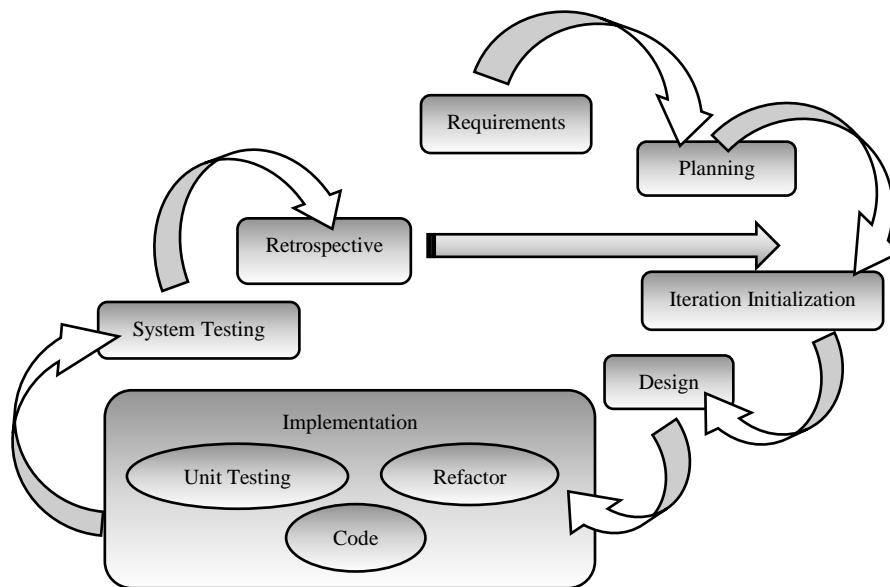 Requirements
Planning
Retrospective
Iteration Initialization
System Testing
Design
Implementation
Unit Testing
Refactor
Code